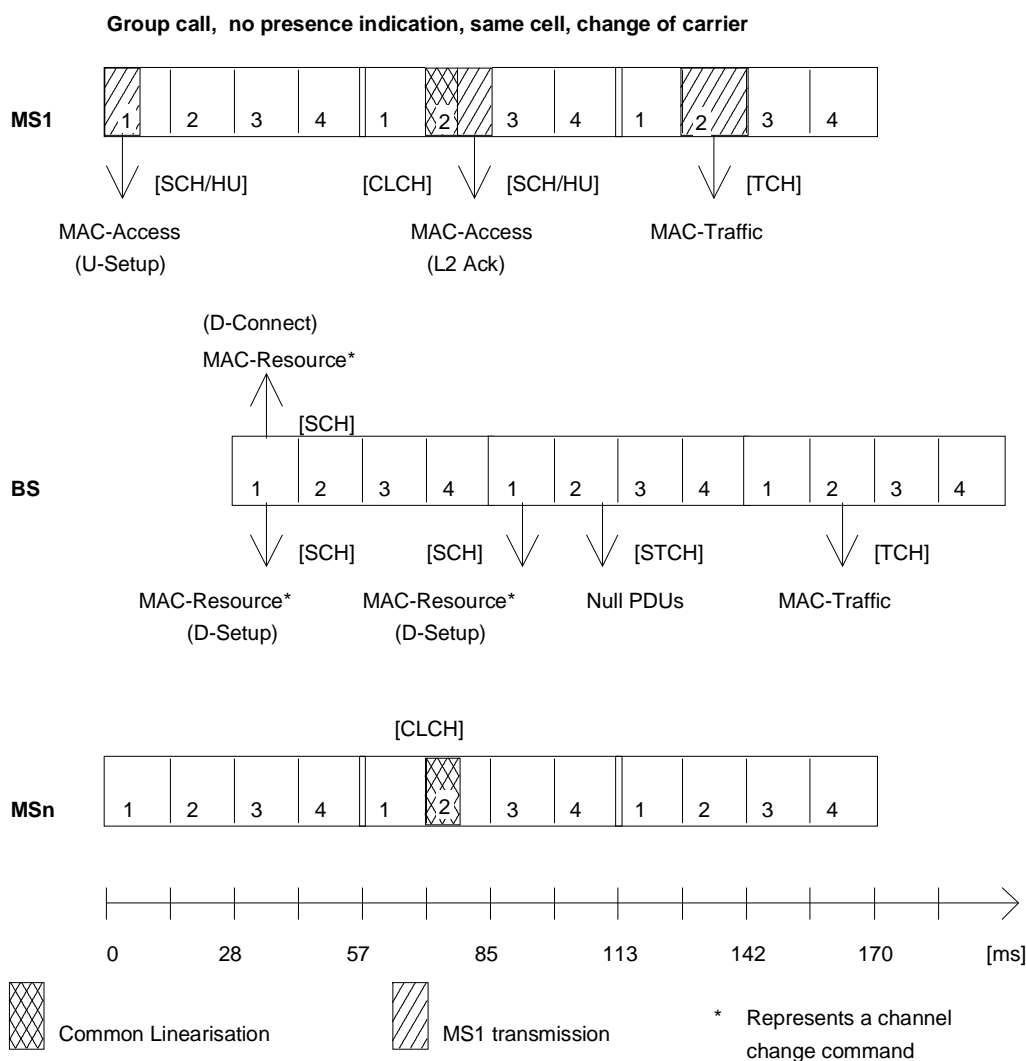 Group call, no presence indication, same cell, change of carrier
MS1
1 2 3 4 1 2 3 4 1 2 3 4
[SCH/HU] [CLCH] [SCH/HU] [TCH]
MAC-Access MAC-Access MAC-Traffic
(U-Setup) (L2 Ack)
(D-Connect)
MAC-Resource*
[SCH]
BS
1 2 3 4 1 2 3 4 1 2 3 4
[SCH] [SCH] [STCH] [TCH]
MAC-Resource* MAC-Resource* Null PDUs MAC-Traffic
(D-Setup) (D-Setup)
[CLCH]
MSn
1 2 3 4 1 2 3 4 1 2 3 4
0 28 57 85 113 142 170 [ms]
Common Linearisation MS1 transmission * Represents a channel
change command